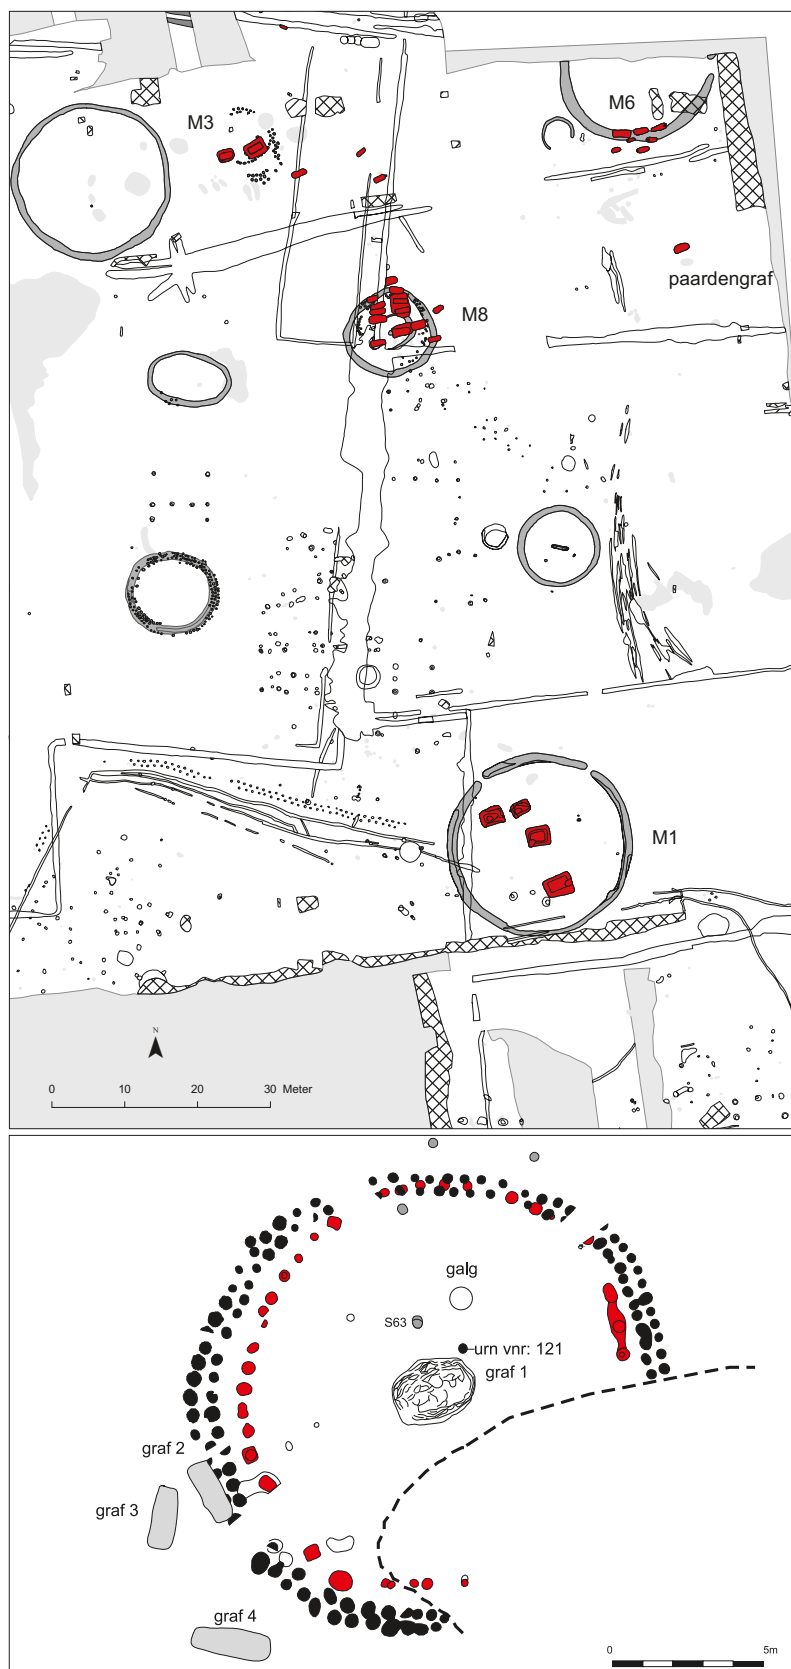 M3
M6
paardengraf
M8
M1
N
0 10 20 30 Meter
galg
S63
urn vnr: 121
graf 1
graf 2
graf 3
graf 4
0 5m